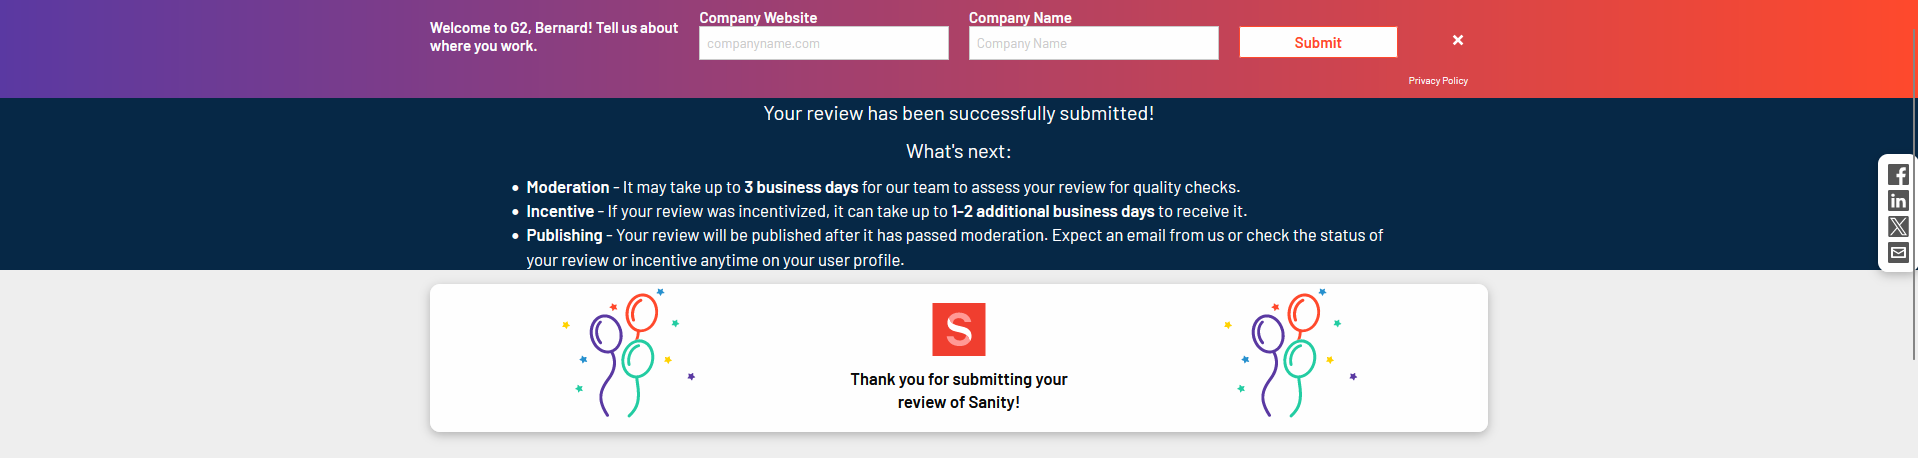 Welcome to G2, Bernard! Tell us about
where you work.
Company Website
companyname.com
Company Name
Company Name
Submit
Privacy Policy
Your review has been successfully submitted!
What's next:
• Moderation - It may take up to 3 business days for our team to assess your review for quality checks.
• Incentive - If your review was incentivized, it can take up to 1-2 additional business days to receive it.
• Publishing - Your review will be published after it has passed moderation. Expect an email from us or check the status of
your review or incentive anytime on your user profile.
S
Thank you for submitting your
review of Sanity!